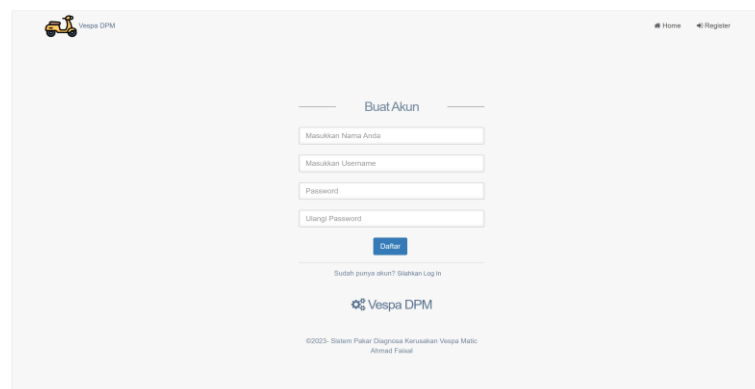 Vespa DPM
Home
Register
Buat Akun
Masukkan Nama Anda
Masukkan Username
Password
Ulangi Password
Daftar
Sudah punya akun? Silahkan Log In
Vespa DPM
©2023- Sistem Pakar Diagnosa Kerusakan Vespa Matic
Ahmad Faisal